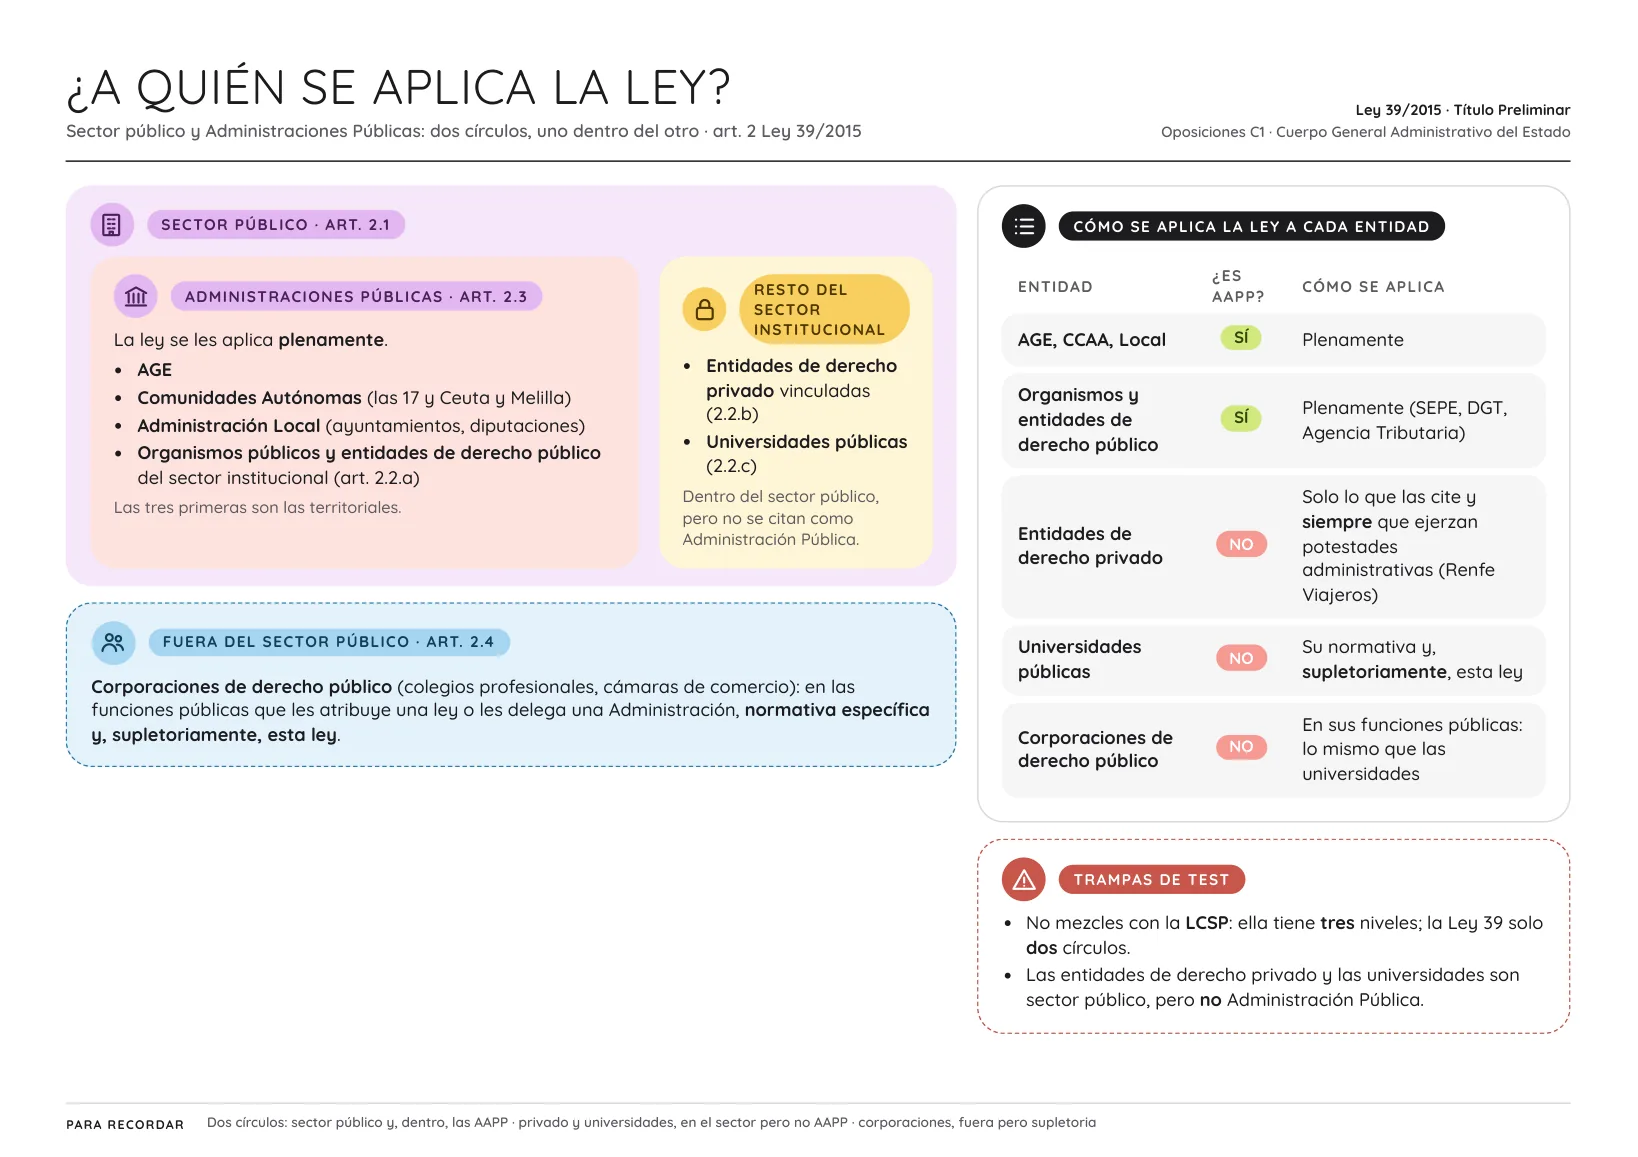 ¿A QUIÉN SE APLICA LA LEY?
Sector público y Administraciones Públicas: dos círculos, uno dentro del otro · art. 2 Ley 39/2015
Ley 39/2015 · Título Preliminar
Oposiciones C1 · Cuerpo General Administrativo del Estado
SECTOR PÚBLICO · ART. 2.1
ADMINISTRACIONES PÚBLICAS · ART. 2.3
La ley se les aplica plenamente.
• AGE
• Comunidades Autónomas (las 17 y Ceuta y Melilla)
• Administración Local (ayuntamientos, diputaciones)
• Organismos públicos y entidades de derecho público
del sector institucional (art. 2.2.a)
Las tres primeras son las territoriales.
RESTO DEL
SECTOR
INSTITUCIONAL
• Entidades de derecho
privado vinculadas
(2.2.b)
• Universidades públicas
(2.2.c)
Dentro del sector público,
pero no se citan como
Administración Pública.
FUERA DEL SECTOR PÚBLICO · ART. 2.4
Corporaciones de derecho público (colegios profesionales, cámaras de comercio): en las
funciones públicas que les atribuye una ley o les delega una Administración, normativa específica
y, supletoriamente, esta ley.
CÓMO SE APLICA LA LEY A CADA ENTIDAD
ENTIDAD
¿ES
AAPP?
CÓMO SE APLICA
AGE, CCAA, Local
SÍ
Plenamente
Organismos y
entidades de
derecho público
SÍ
Plenamente (SEPE, DGT,
Agencia Tributaria)
Entidades de
derecho privado
NO
Solo lo que las cite y
siempre que ejerzan
potestades
administrativas (Renfe
Viajeros)
Universidades
públicas
NO
Su normativa y,
supletoriamente, esta ley
Corporaciones de
derecho público
NO
En sus funciones públicas:
lo mismo que las
universidades
TRAMPAS DE TEST
• No mezcles con la LCSP: ella tiene tres niveles; la Ley 39 solo
dos círculos.
• Las entidades de derecho privado y las universidades son
sector público, pero no Administración Pública.
PARA RECORDAR
Dos círculos: sector público y, dentro, las AAPP · privado y universidades, en el sector pero no AAPP · corporaciones, fuera pero supletoria